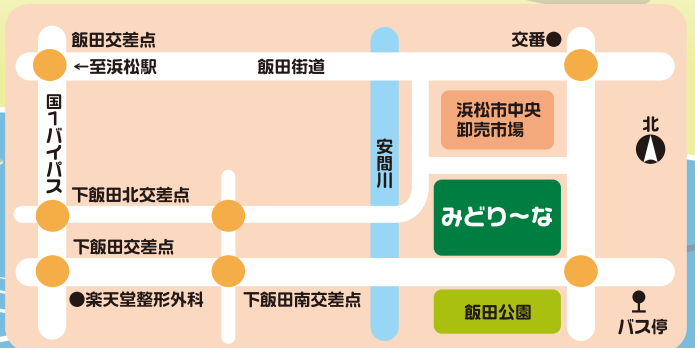 飯田交差点
交番●
←至浜松駅
飯田街道
国1バイパス
浜松市中央
卸売市場
北
安間川
下飯田北交差点
みどり～な
下飯田交差点
●楽天堂整形外科
下飯田南交差点
飯田公園
バス停